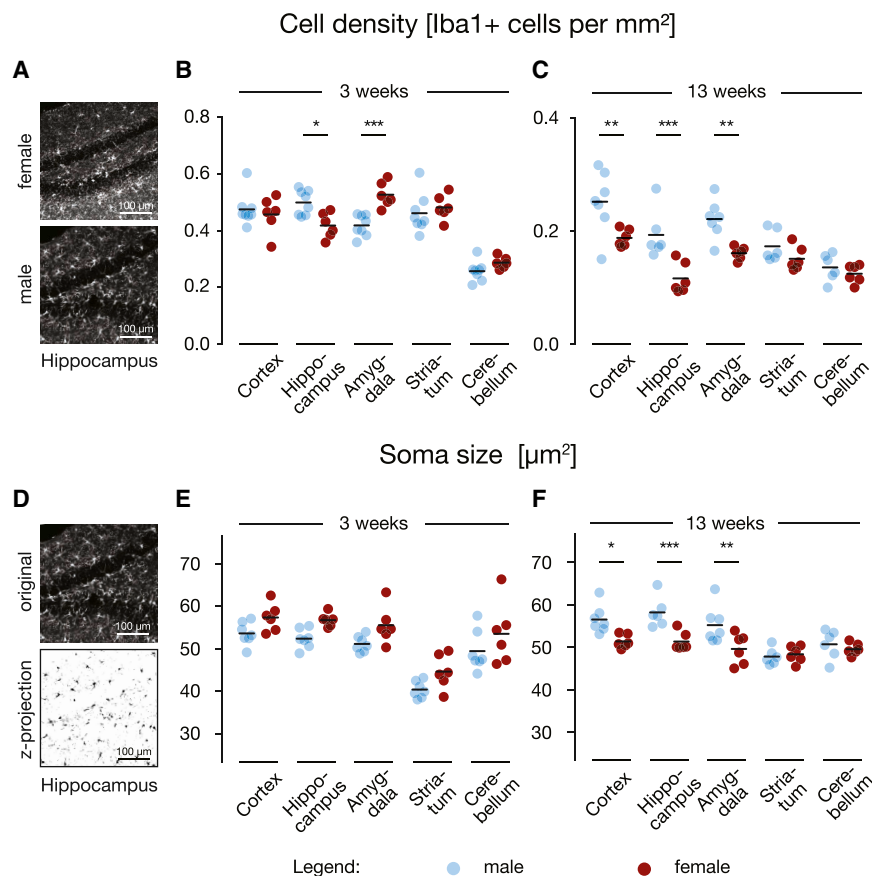 Cell density [Iba1+ cells per mm²]
A
female
100 µm
male
100 µm
Hippocampus
B
3 weeks
0.8
0.6
0.4
0.2
0.0
*
***
Cortex
Hippo-
campus
Amyg-
dala
Stria-
tum
Cere-
bellum
C
13 weeks
0.4
0.2
0.0
**
***
**
Cortex
Hippo-
campus
Amyg-
dala
Stria-
tum
Cere-
bellum
Soma size [µm²]
D
original
100 µm
z-projection
100 µm
Hippocampus
E
3 weeks
70
60
50
40
30
Cortex
Hippo-
campus
Amyg-
dala
Stria-
tum
Cere-
bellum
F
13 weeks
70
60
50
40
30
*
***
**
Cortex
Hippo-
campus
Amyg-
dala
Stria-
tum
Cere-
bellum
Legend: male female